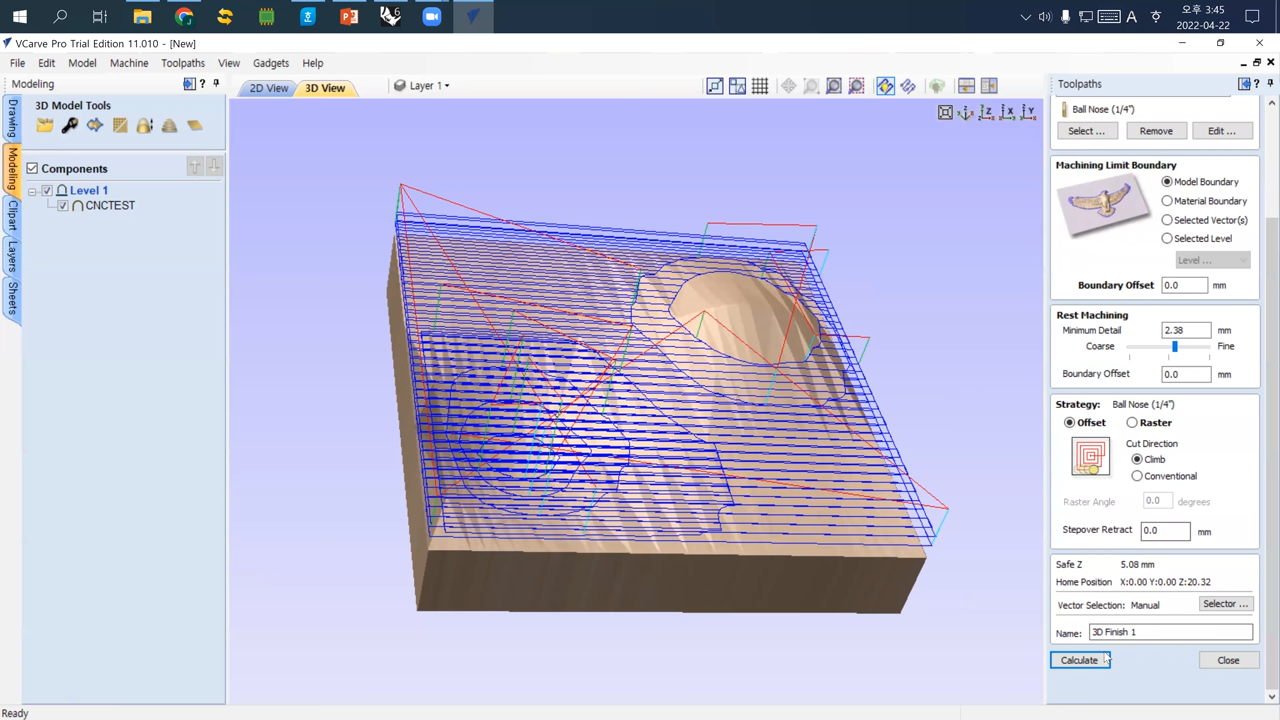 A
3:45
2022-04-22
6
VCarve Pro Trial Edition 11.010 - [New]
File Edit Model Machine Toolpaths View Gadgets Help
Modeling
2D View 3D View Layer 1
Toolpaths
Drawing
Modeling
Clipart
Layers
Sheets
3D Model Tools
Components
Level 1
CNCTEST
Z X Y
Ball Nose (1/4")
Select ... Remove Edit ...
Machining Limit Boundary
Model Boundary
Material Boundary
Selected Vector(s)
Selected Level
Level ...
Boundary Offset 0.0 mm
Rest Machining
Minimum Detail 2.38 mm
Coarse Fine
Boundary Offset 0.0 mm
Strategy: Ball Nose (1/4")
Offset Raster
Cut Direction
Climb
Conventional
Raster Angle 0.0 degrees
Stepover Retract 0.0 mm
Safe Z 5.08 mm
Home Position X:0.00 Y:0.00 Z:20.32
Vector Selection: Manual Selector ...
Name: 3D Finish 1
Calculate Close
Ready